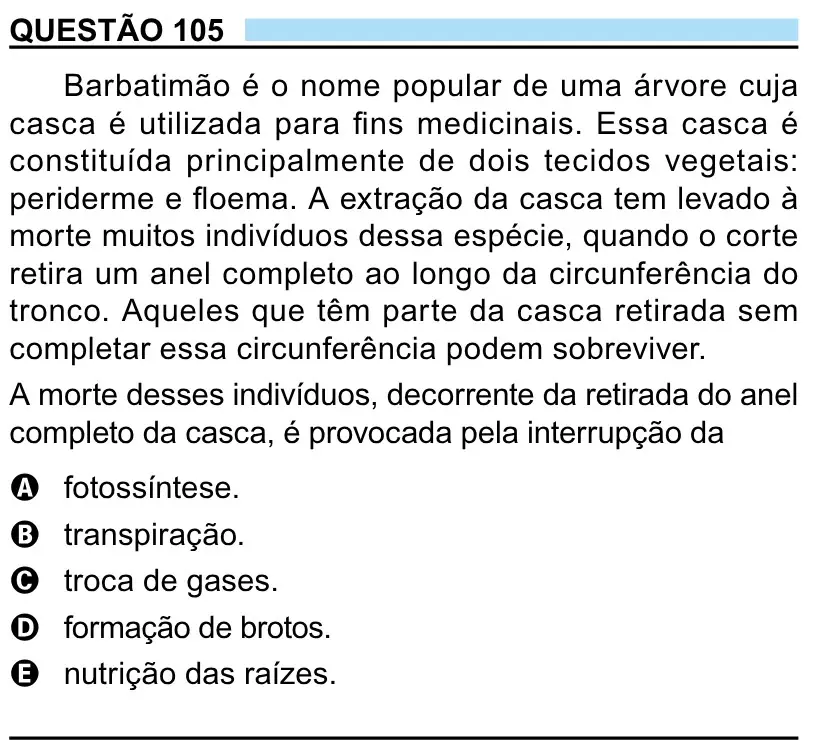 QUESTÃO 105
Barbatimão é o nome popular de uma árvore cuja
casca é utilizada para fins medicinais. Essa casca é
constituída principalmente de dois tecidos vegetais:
periderme e floema. A extração da casca tem levado à
morte muitos indivíduos dessa espécie, quando o corte
retira um anel completo ao longo da circunferência do
tronco. Aqueles que têm parte da casca retirada sem
completar essa circunferência podem sobreviver.
A morte desses indivíduos, decorrente da retirada do anel
completo da casca, é provocada pela interrupção da
A fotossíntese.
B transpiração.
C troca de gases.
D formação de brotos.
E nutrição das raízes.